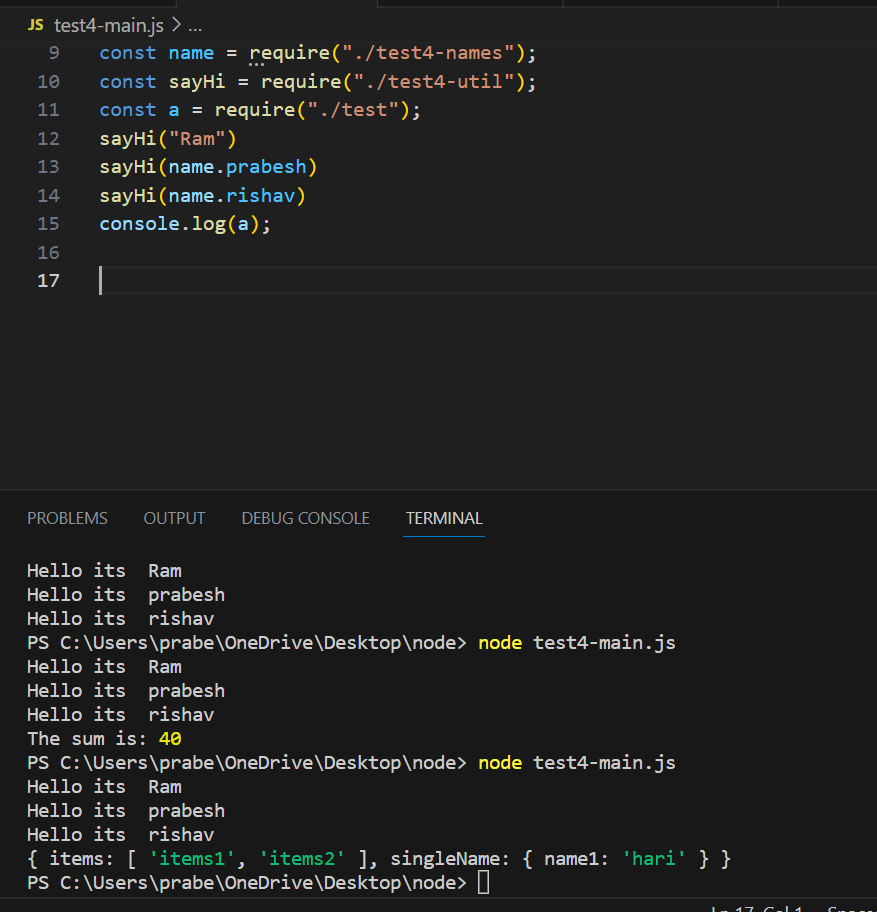 JS test4-main.js > ...
9 const name = require("./test4-names");
10 const sayHi = require("./test4-util");
11 const a = require("./test");
12 sayHi("Ram")
13 sayHi(name.prabesh)
14 sayHi(name.rishav)
15 console.log(a);
16
17
PROBLEMS OUTPUT DEBUG CONSOLE TERMINAL
Hello its  Ram
Hello its  prabesh
Hello its  rishav
PS C:\Users\prabe\OneDrive\Desktop\node> node test4-main.js
Hello its  Ram
Hello its  prabesh
Hello its  rishav
The sum is: 40
PS C:\Users\prabe\OneDrive\Desktop\node> node test4-main.js
Hello its  Ram
Hello its  prabesh
Hello its  rishav
{ items: [ 'items1', 'items2' ], singleName: { name1: 'hari' } }
PS C:\Users\prabe\OneDrive\Desktop\node>
Ln 17, Col 1